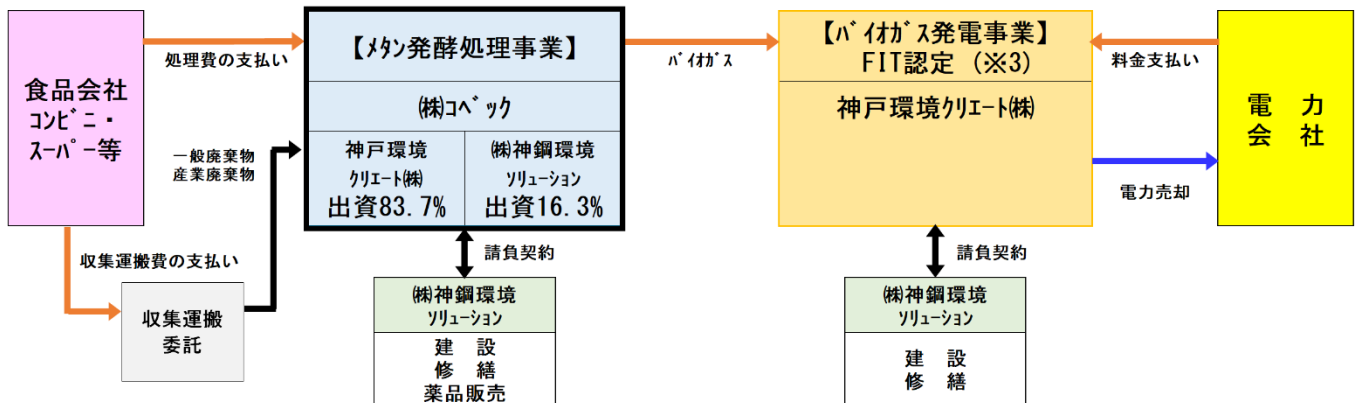 食品会社
ｺﾝﾋﾞﾆ・
ｽｰﾊﾟｰ等
処理費の支払い
【ﾒﾀﾝ発酵処理事業】
㈱ｺﾍﾞｯｸ
神戸環境
ｸﾘｴｰﾄ㈱
出資83.7%
㈱神鋼環境
ｿﾘｭｰｼｮﾝ
出資16.3%
ﾊﾞｲｵｶﾞｽ
【ﾊﾞｲｵｶﾞｽ発電事業】
FIT認定（※3）
神戸環境ｸﾘｴｰﾄ㈱
料金支払い
電　力
会　社
電力売却
一般廃棄物
産業廃棄物
収集運搬費の支払い
収集運搬
委託
請負契約
㈱神鋼環境
ｿﾘｭｰｼｮﾝ
建　設
修　繕
薬品販売
請負契約
㈱神鋼環境
ｿﾘｭｰｼｮﾝ
建　設
修　繕